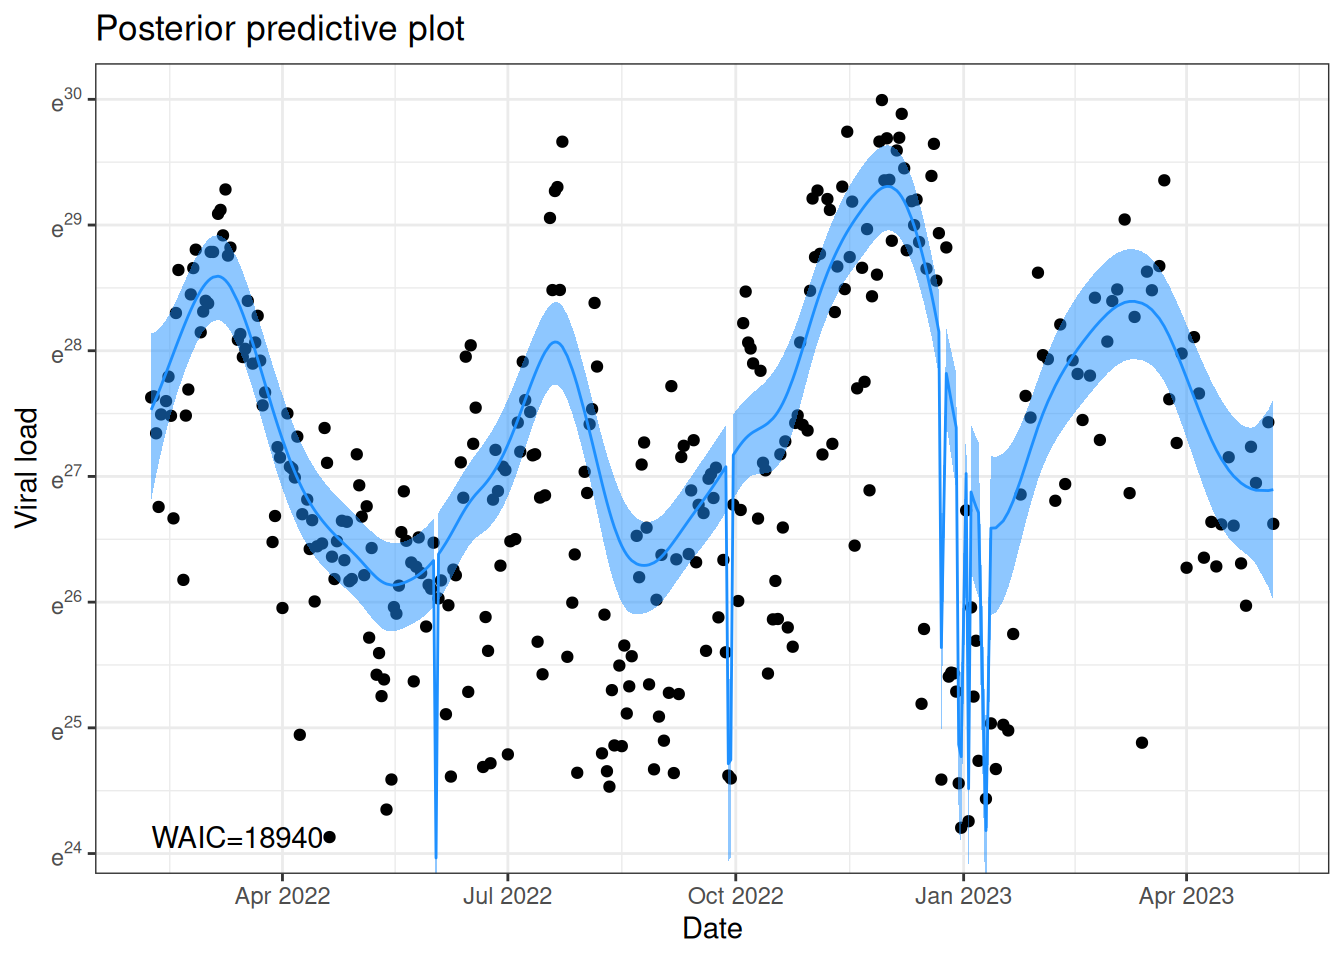 Posterior predictive plot
Viral load
e30
e29
e28
e27
e26
e25
e24
WAIC=18940
Apr 2022
Jul 2022
Oct 2022
Jan 2023
Apr 2023
Date